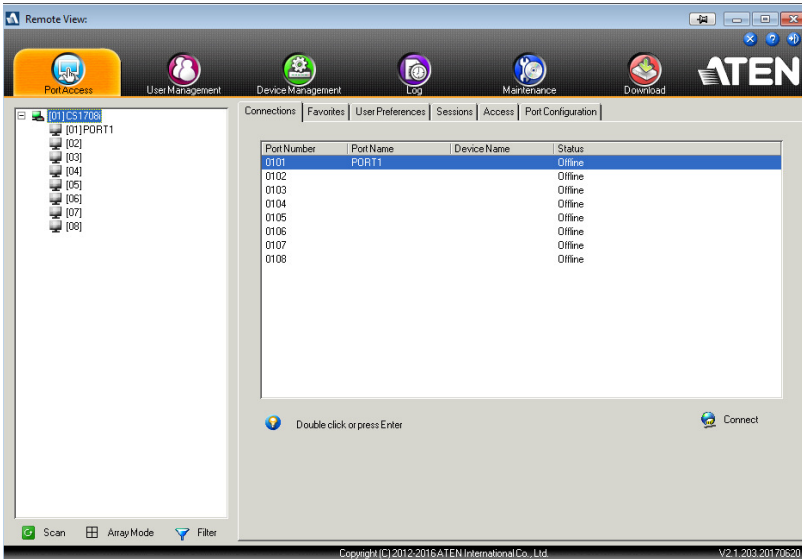 Remote View:
ATEN
Port Access
User Management
Device Management
Log
Maintenance
Download
[01]CS1708i
[01]PORT1
[02]
[03]
[04]
[05]
[06]
[07]
[08]
Connections Favorites User Preferences Sessions Access Port Configuration
Port Number Port Name Device Name Status
0101 PORT1 Offline
0102 Offline
0103 Offline
0104 Offline
0105 Offline
0106 Offline
0107 Offline
0108 Offline
Double click or press Enter
Connect
Scan Array Mode Filter
Copyright (C) 2012-2016 ATEN International Co., Ltd.
V2.1.203.20170620